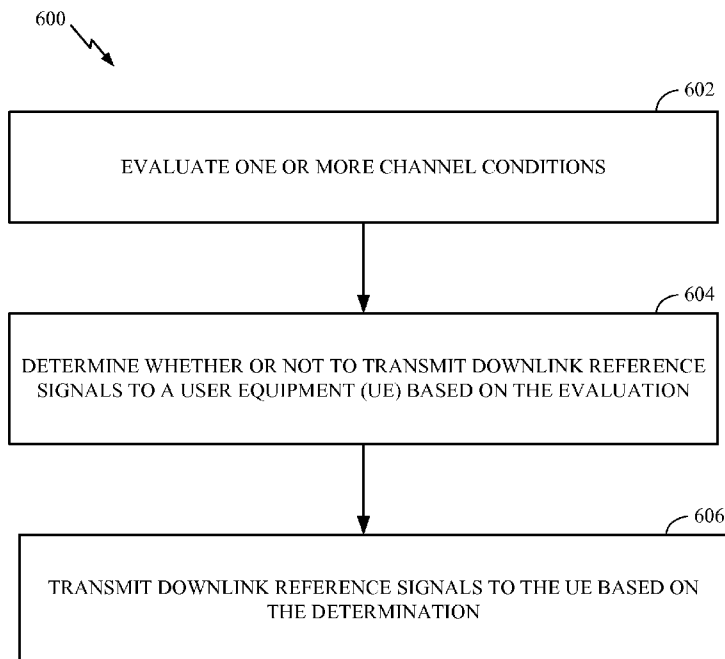 600
602
EVALUATE ONE OR MORE CHANNEL CONDITIONS
604
DETERMINE WHETHER OR NOT TO TRANSMIT DOWNLINK REFERENCE
SIGNALS TO A USER EQUIPMENT (UE) BASED ON THE EVALUATION
606
TRANSMIT DOWNLINK REFERENCE SIGNALS TO THE UE BASED ON
THE DETERMINATION